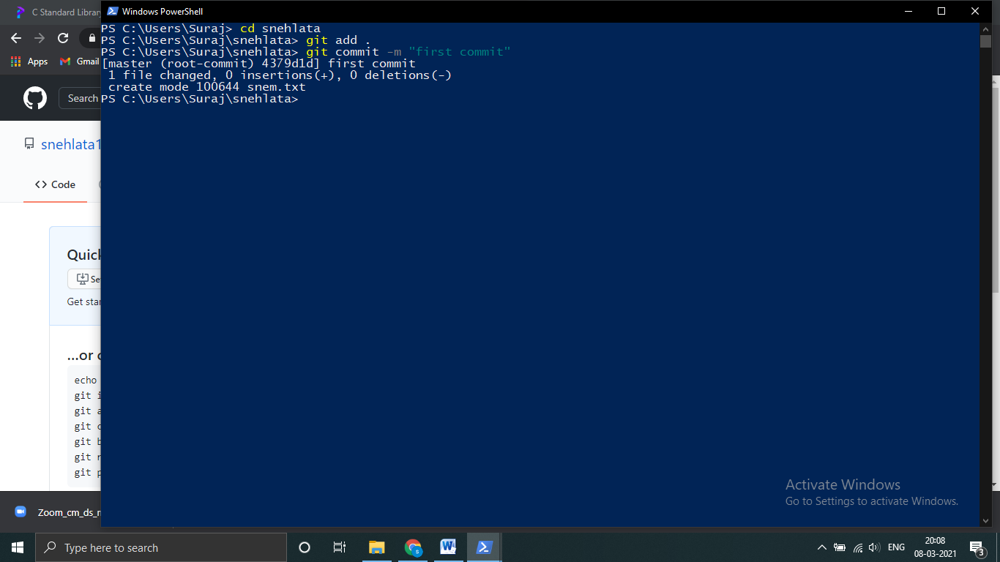 C Standard Library
Windows PowerShell
Apps
Gmail
Search
snehlata1
Code
Quick
Get star
...or
echo
git i
git a
git c
git b
git r
git p
PS C:\Users\Suraj> cd snehlata
PS C:\Users\Suraj\snehlata> git add .
PS C:\Users\Suraj\snehlata> git commit -m "first commit"
[master (root-commit) 4379d1d] first commit
 1 file changed, 0 insertions(+), 0 deletions(-)
 create mode 100644 snem.txt
PS C:\Users\Suraj\snehlata>
Activate Windows
Go to Settings to activate Windows.
Zoom_cm_ds_
Type here to search
ENG
20:08
08-03-2021
3